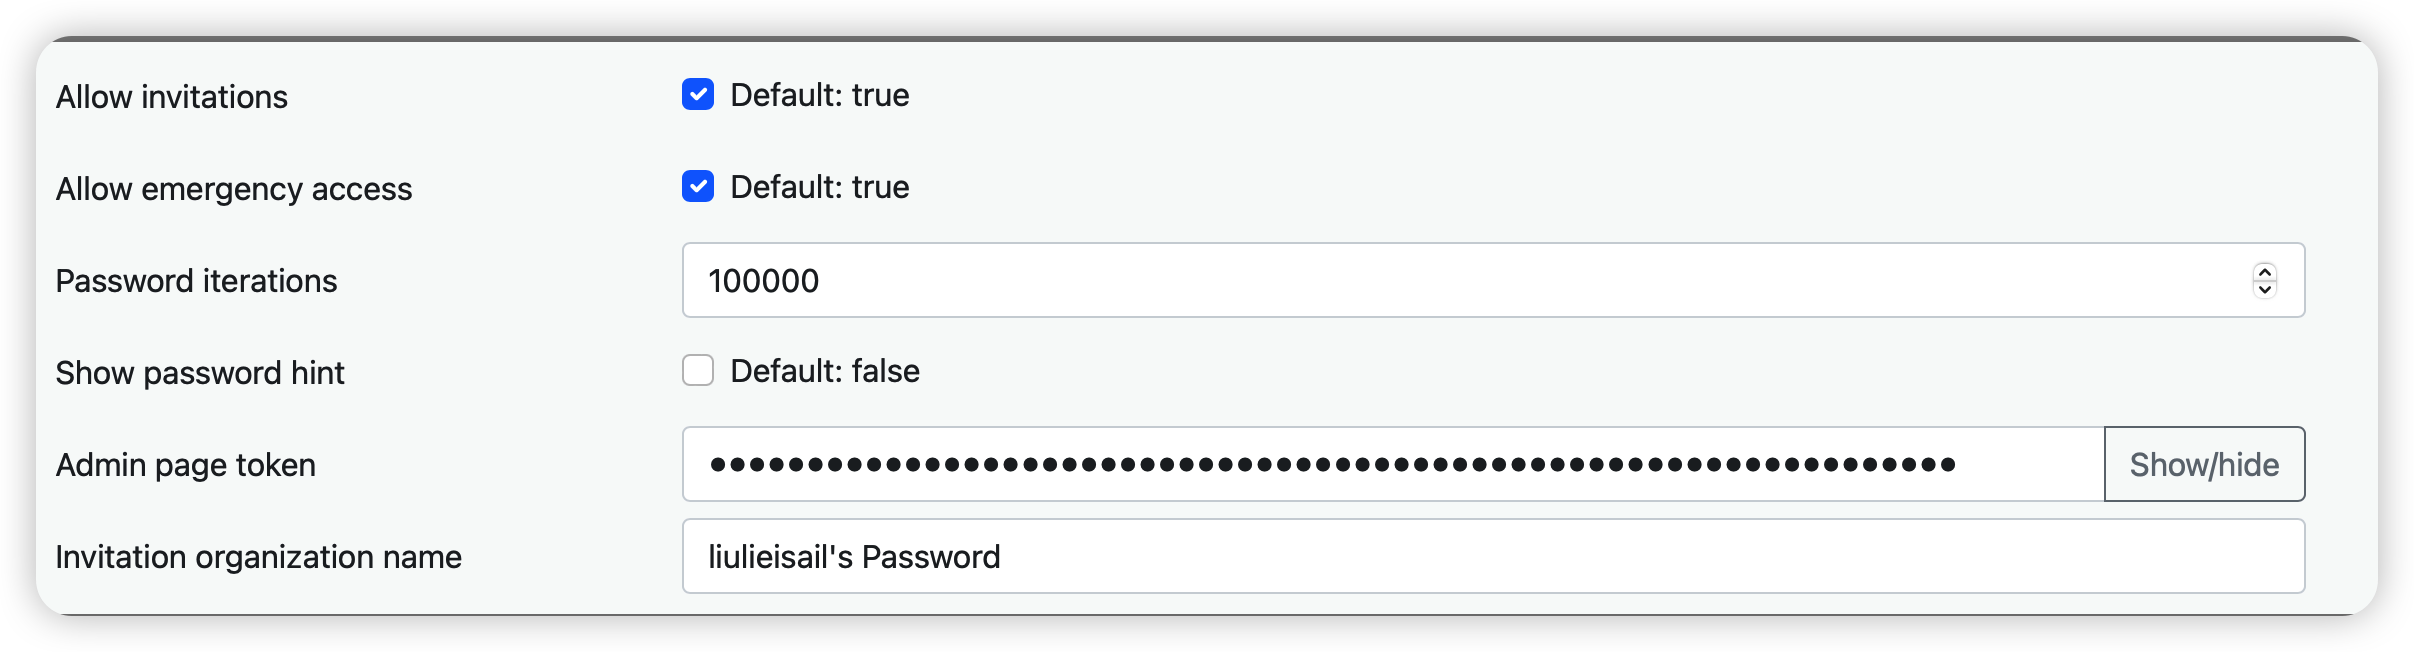 Allow invitations Default: true
Allow emergency access Default: true
Password iterations 100000
Show password hint Default: false
Admin page token Show/hide
Invitation organization name liulieisail's Password